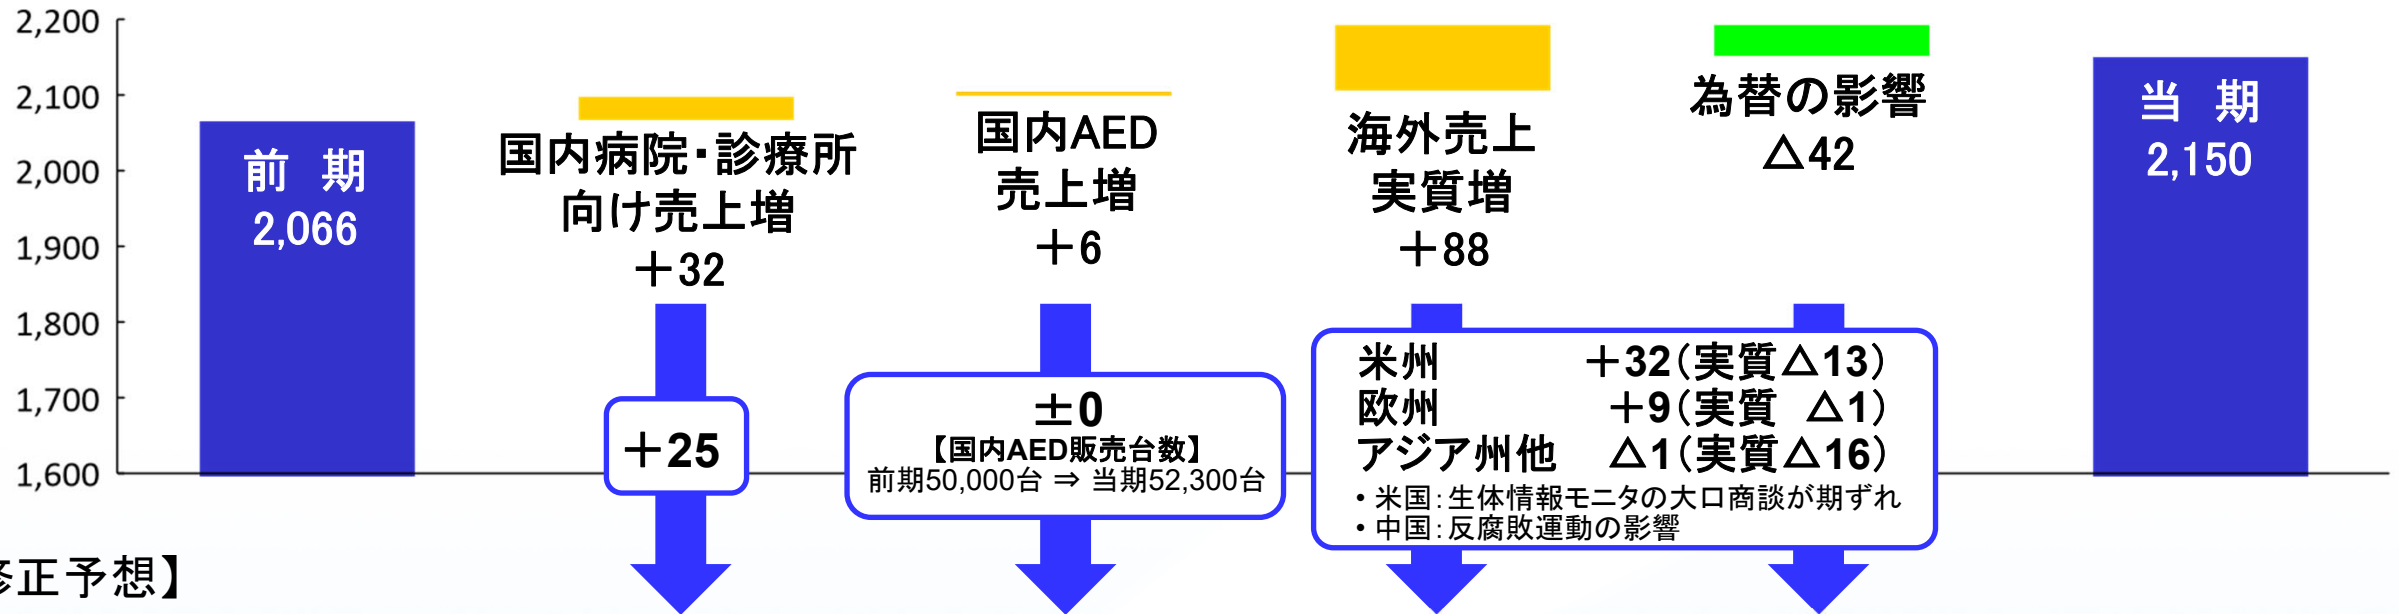 2,200
2,100
2,000
1,900
1,800
1,700
1,600
前 期
2,066
国内病院・診療所
向け売上増
＋32
国内AED
売上増
＋6
海外売上
実質増
＋88
為替の影響
△42
当 期
2,150
＋25
±0
【国内AED販売台数】
前期50,000台 ⇒ 当期52,300台
米州 ＋32（実質△13）
欧州 ＋9（実質 △1）
アジア州他 △1（実質△16）
・米国：生体情報モニタの大口商談が期ずれ
・中国：反腐敗運動の影響
修正予想】